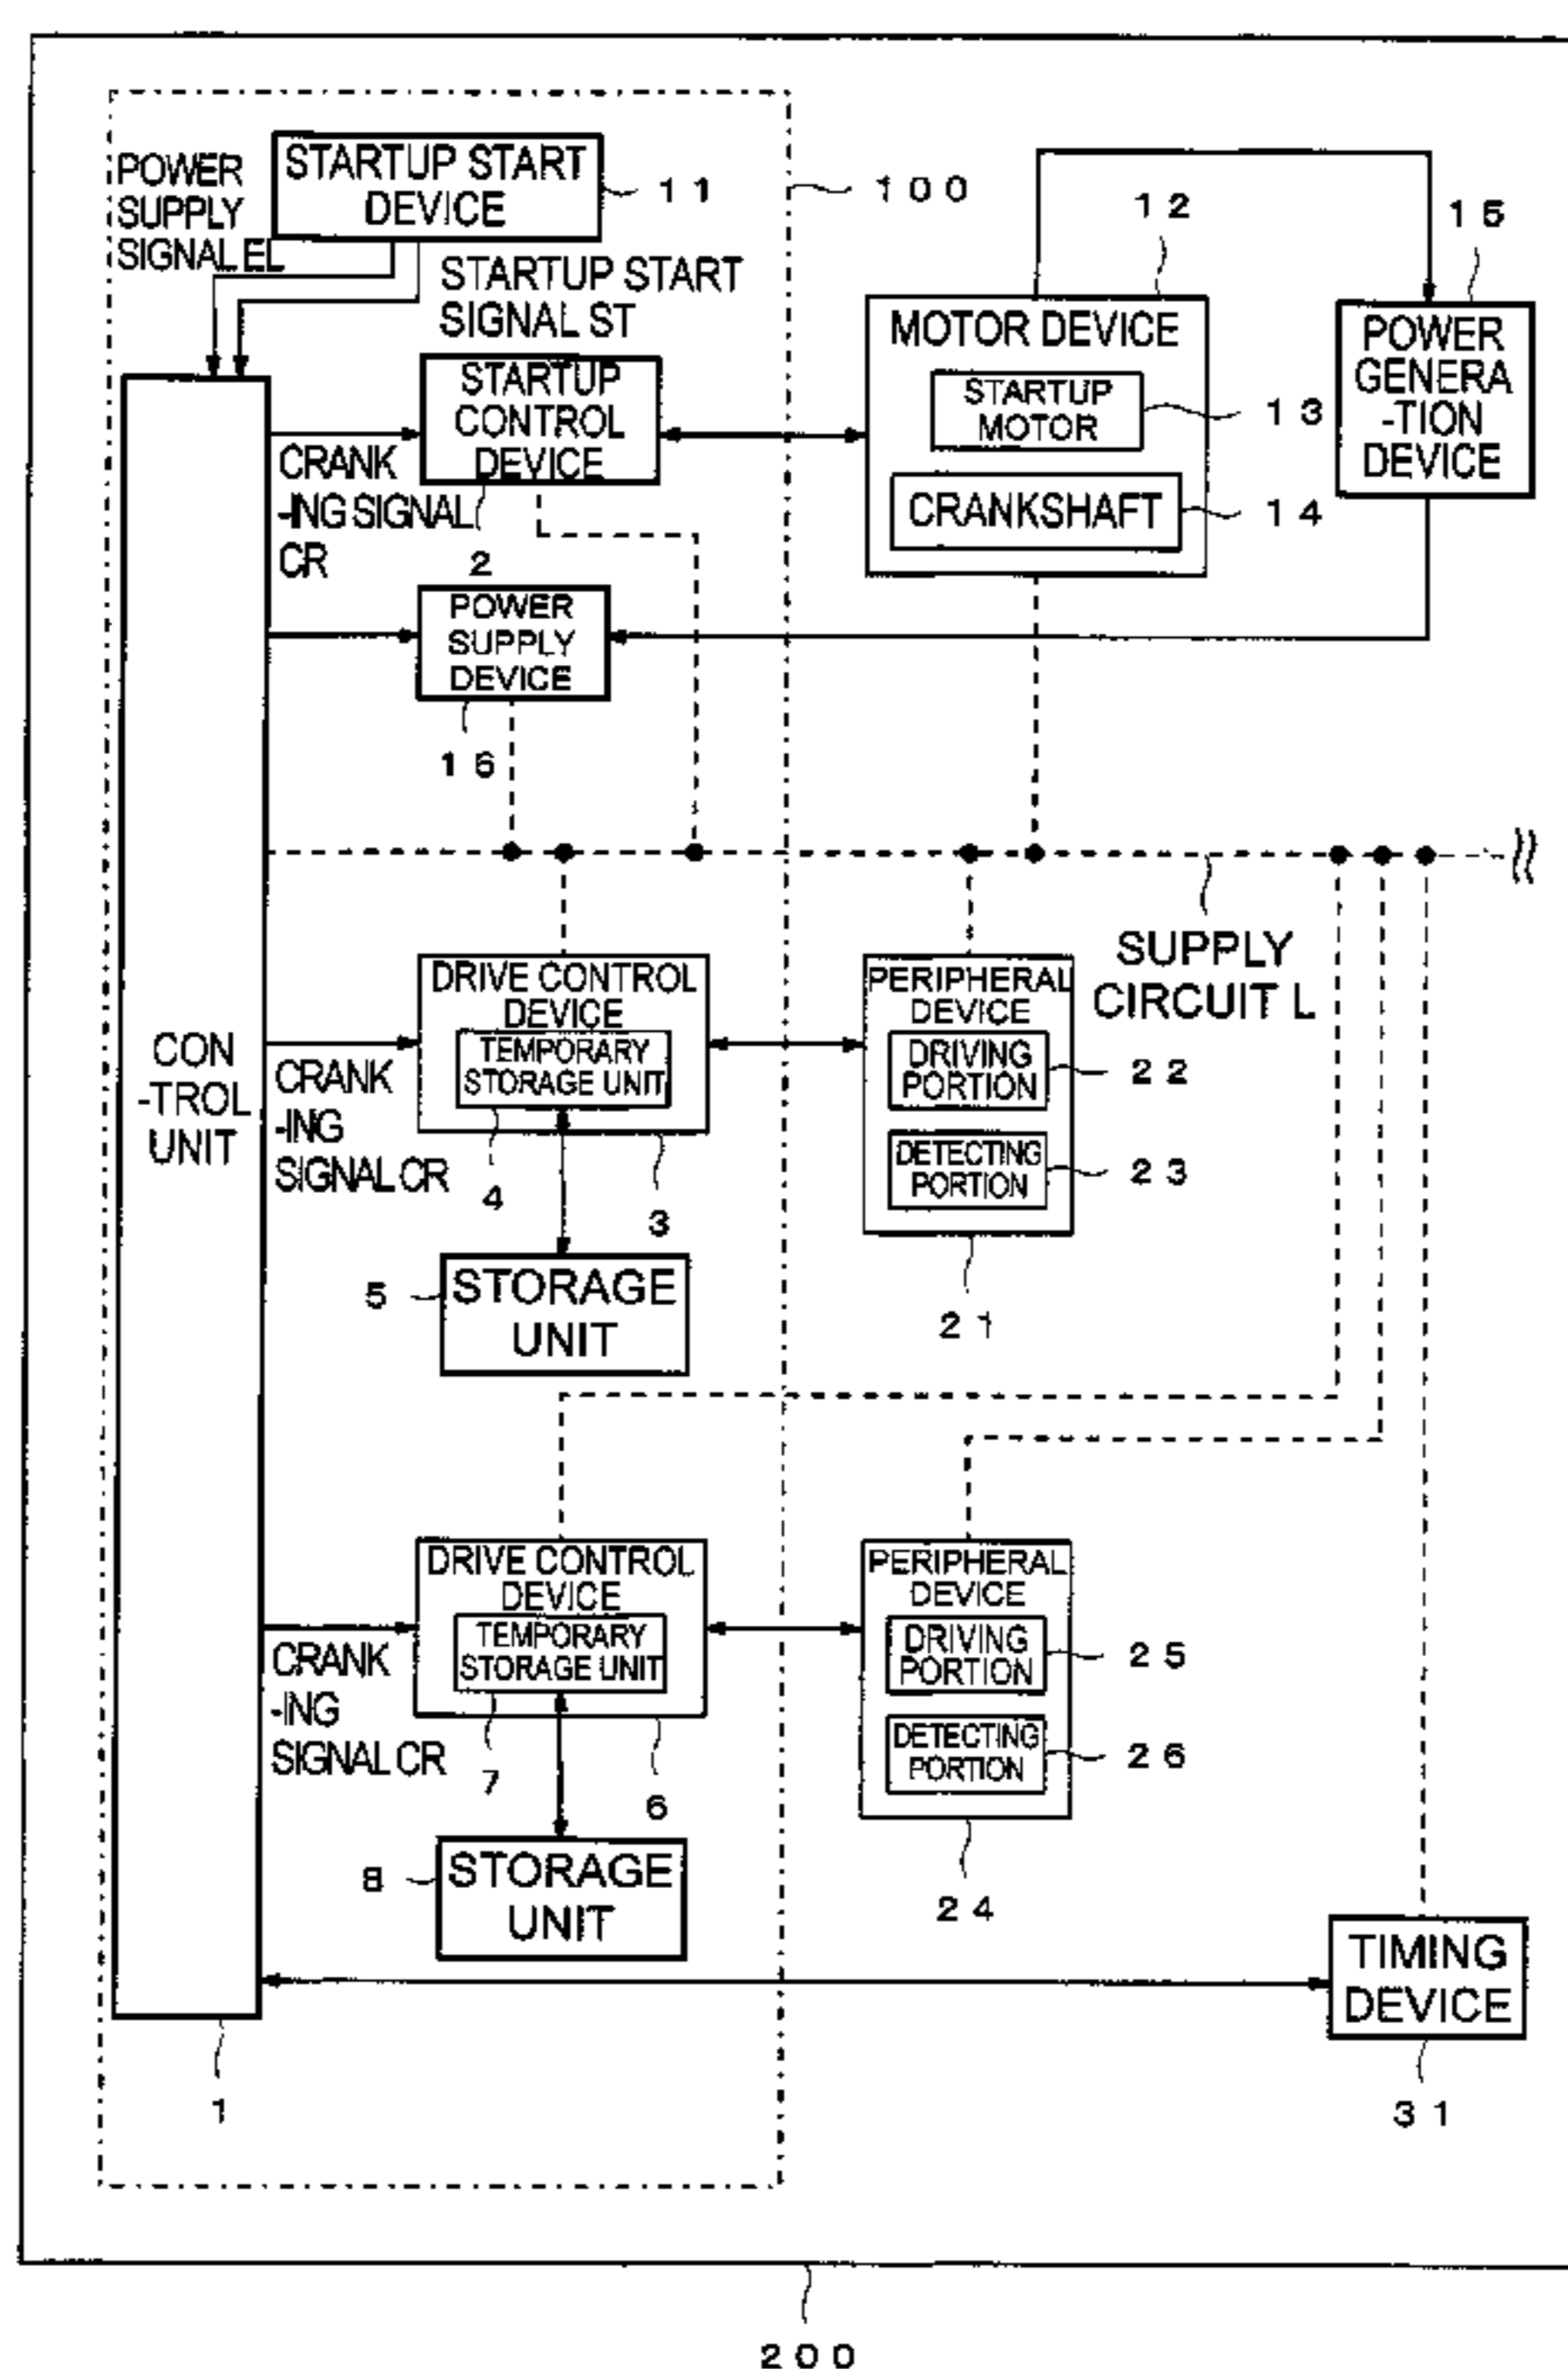 POWER
SUPPLY
SIGNAL EL
STARTUP START
DEVICE
11
100
STARTUP START
SIGNAL ST
12
15
MOTOR DEVICE
STARTUP
MOTOR
13
CRANKSHAFT
14
POWER
GENERA
-TION
DEVICE
STARTUP
CONTROL
DEVICE
2
CRANK
-ING SIGNAL
CR
POWER
SUPPLY
DEVICE
16
SUPPLY
CIRCUIT L
CON
-TROL
UNIT
DRIVE CONTROL
DEVICE
TEMPORARY
STORAGE UNIT
4
3
CRANK
-ING
SIGNAL CR
PERIPHERAL
DEVICE
DRIVING
PORTION
22
DETECTING
PORTION
23
21
5
STORAGE
UNIT
DRIVE CONTROL
DEVICE
TEMPORARY
STORAGE UNIT
7
6
CRANK
-ING
SIGNAL CR
PERIPHERAL
DEVICE
DRIVING
PORTION
25
DETECTING
PORTION
26
24
8
STORAGE
UNIT
TIMING
DEVICE
31
1
200